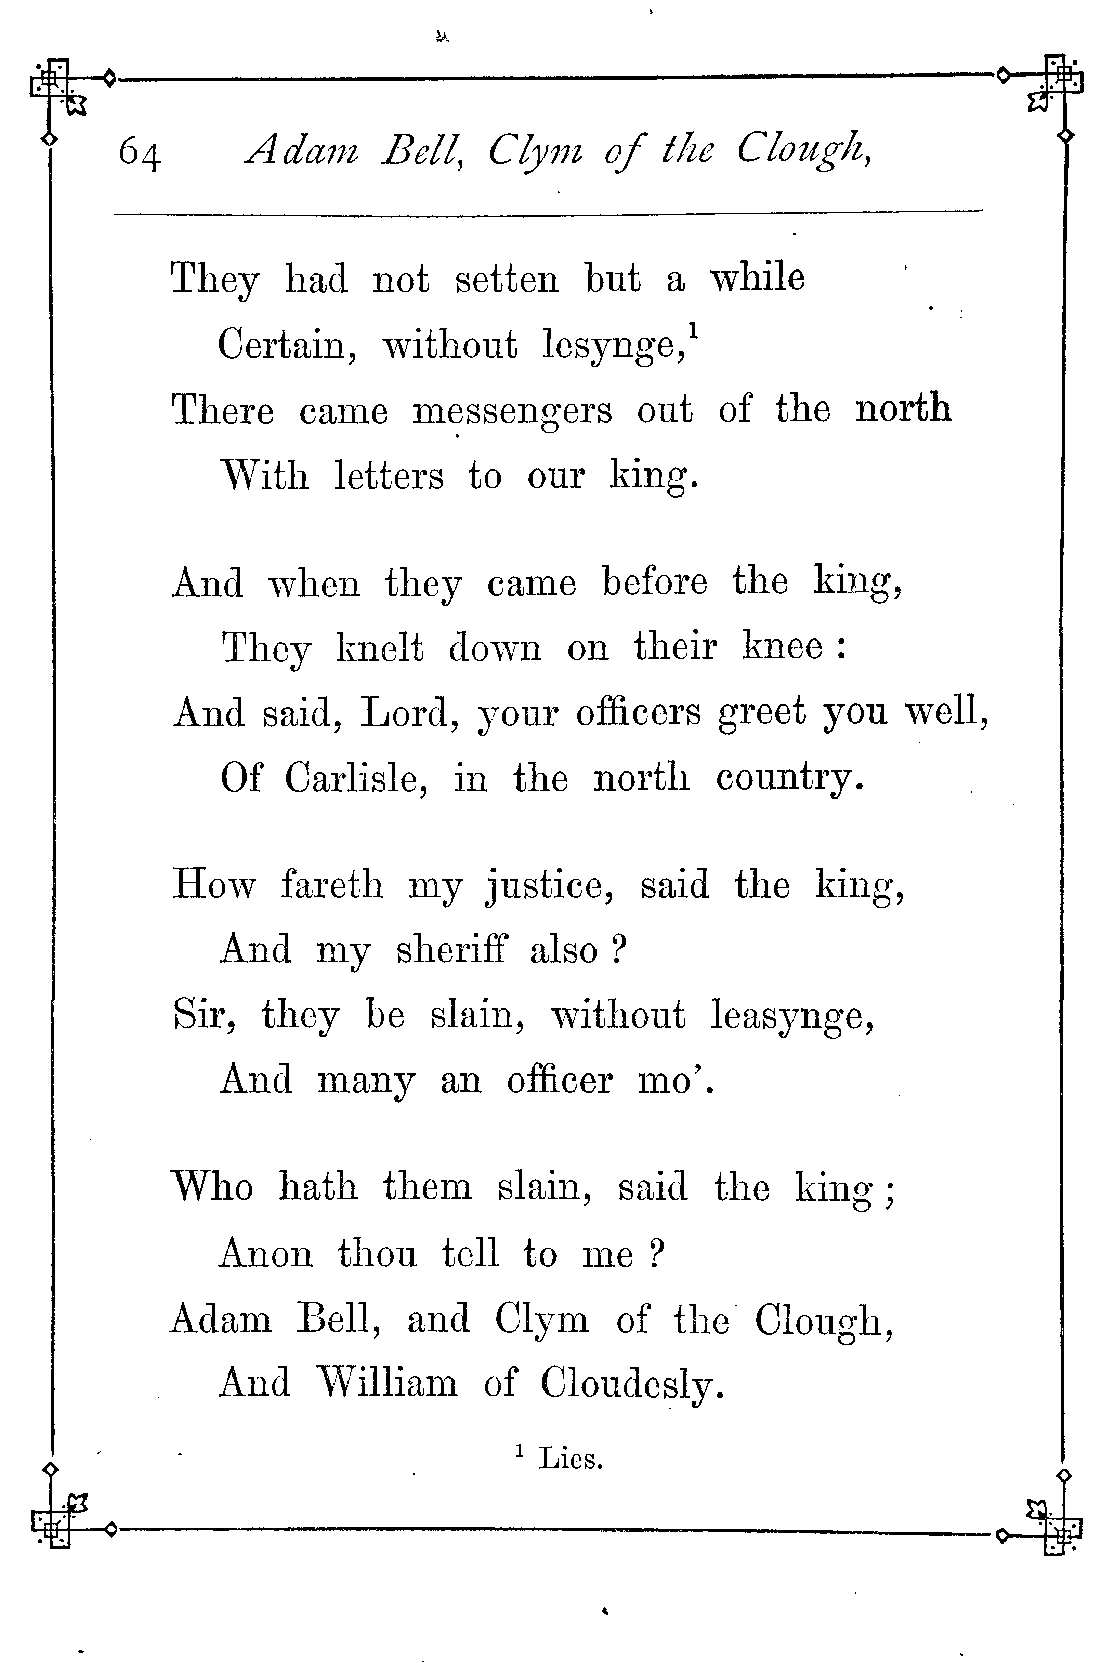 64 Adam Bell, Clym of the Clough,
They had not setten but a while
Certain, without lesynge,¹
There came messengers out of the north
With letters to our king.
And when they came before the king,
They knelt down on their knee :
And said, Lord, your officers greet you well,
Of Carlisle, in the north country.
How fareth my justice, said the king,
And my sheriff also ?
Sir, they be slain, without leasynge,
And many an officer mo’.
Who hath them slain, said the king ;
Anon thou tell to me ?
Adam Bell, and Clym of the Clough,
And William of Cloudesly.
¹ Lies.